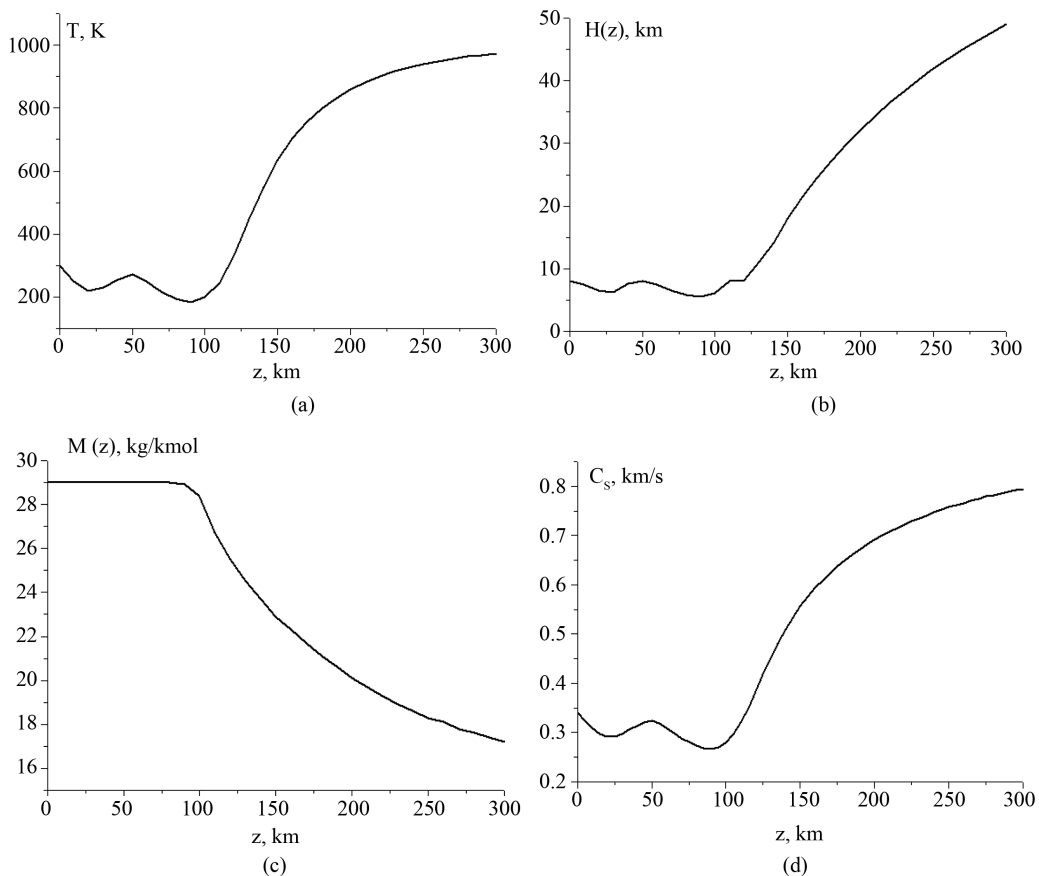 T, K
1000
800
600
400
200
0 50 100 150 200 250 300
z, km
(a)
H(z), km
50
40
30
20
10
0
0 50 100 150 200 250 300
z, km
(b)
M (z), kg/kmol
30
28
26
24
22
20
18
16
0 50 100 150 200 250 300
z, km
(c)
C_s, km/s
0.8
0.7
0.6
0.5
0.4
0.3
0.2
0 50 100 150 200 250 300
z, km
(d)